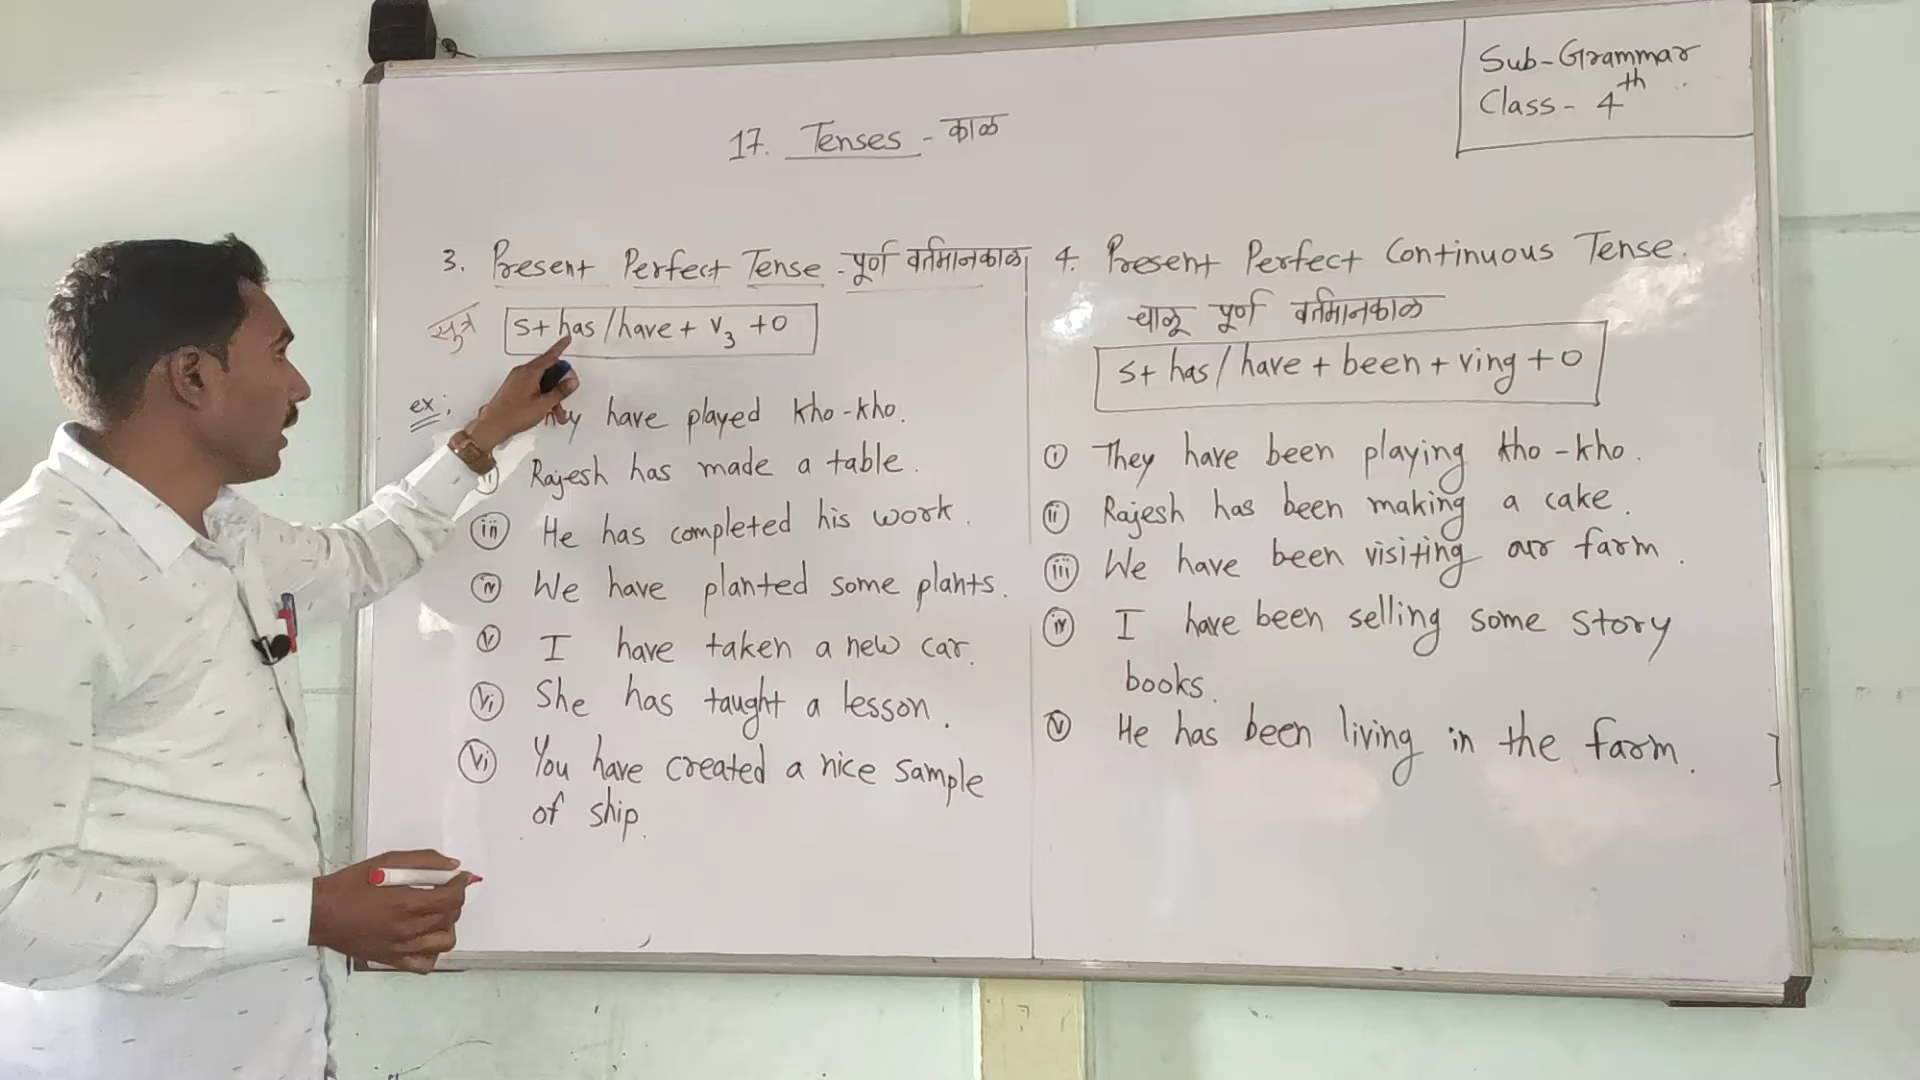 Sub-Grammar
Class- 4th
17. Tenses - काळ
3. Present Perfect Tense - पूर्ण वर्तमानकाळ
सुत्र S+ has/have + V3 +O
ex:
have played kho-kho.
Rajesh has made a table.
iii He has completed his work.
iv We have planted some plants.
v I have taken a new car.
vi She has taught a lesson.
vi You have created a nice sample
of ship.
4. Present Perfect Continuous Tense.
चालू पूर्ण वर्तमानकाळ
S+ has/ have + been + Ving + O
i They have been playing kho-kho.
ii Rajesh has been making a cake.
iii We have been visiting our farm.
iv I have been selling some story
books.
v He has been living in the farm.